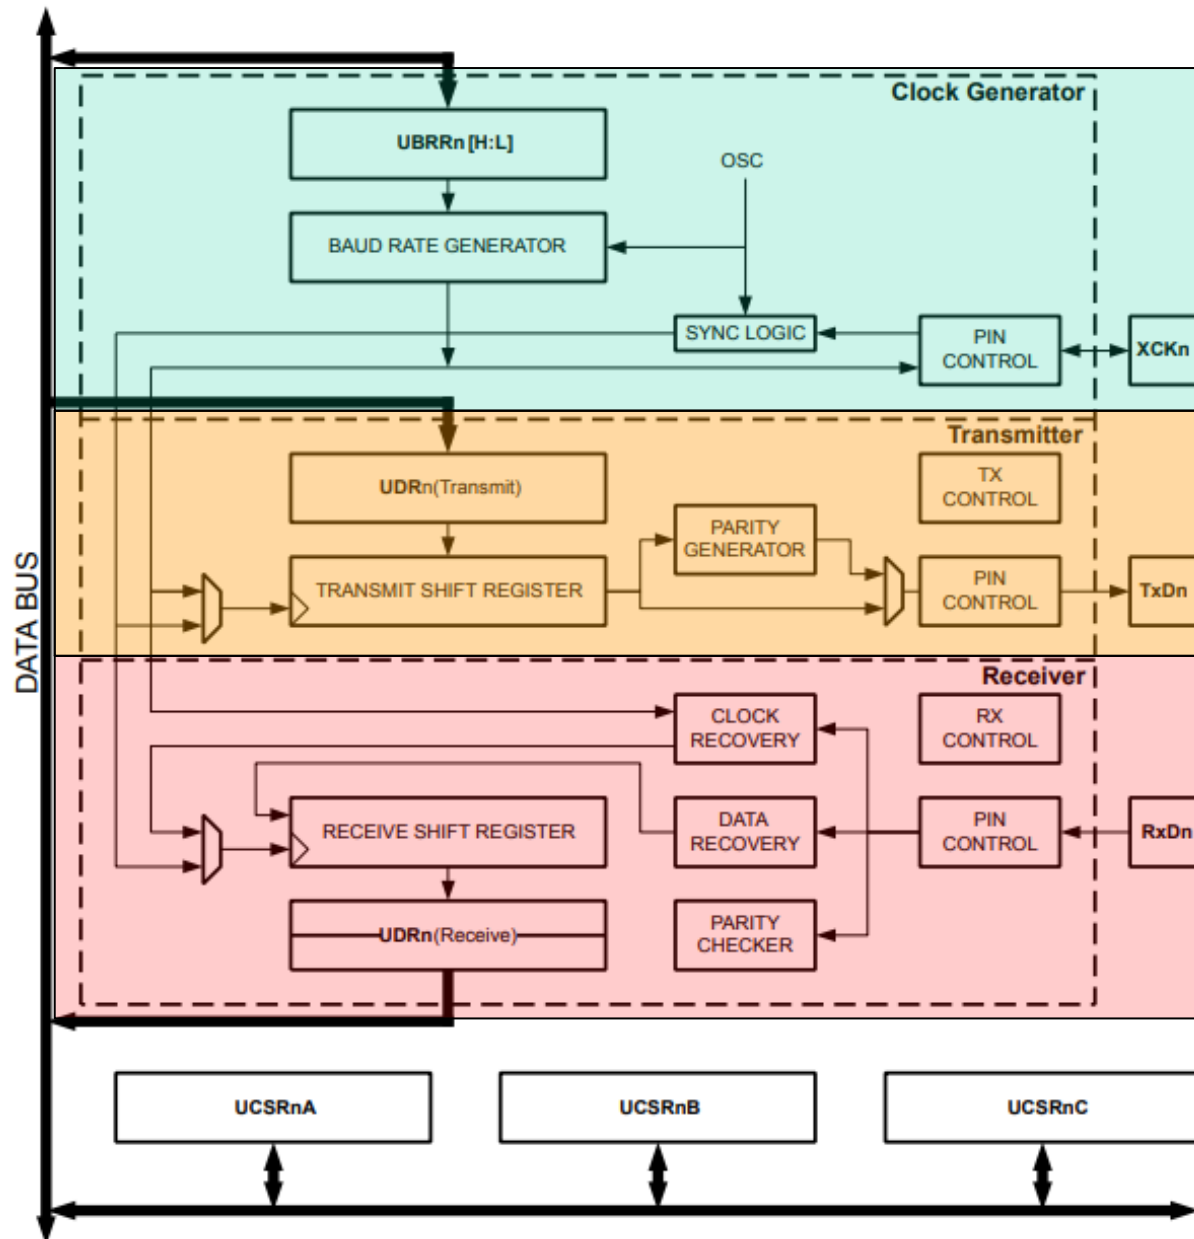 Clock Generator
UBRRn [H:L]
OSC
BAUD RATE GENERATOR
SYNC LOGIC
PIN
CONTROL
XCKn
Transmitter
UDRn(Transmit)
TX
CONTROL
PARITY
GENERATOR
TRANSMIT SHIFT REGISTER
PIN
CONTROL
TxDn
DATA BUS
Receiver
CLOCK
RECOVERY
RX
CONTROL
RECEIVE SHIFT REGISTER
DATA
RECOVERY
PIN
CONTROL
RxDn
UDRn(Receive)
PARITY
CHECKER
UCSRnA
UCSRnB
UCSRnC